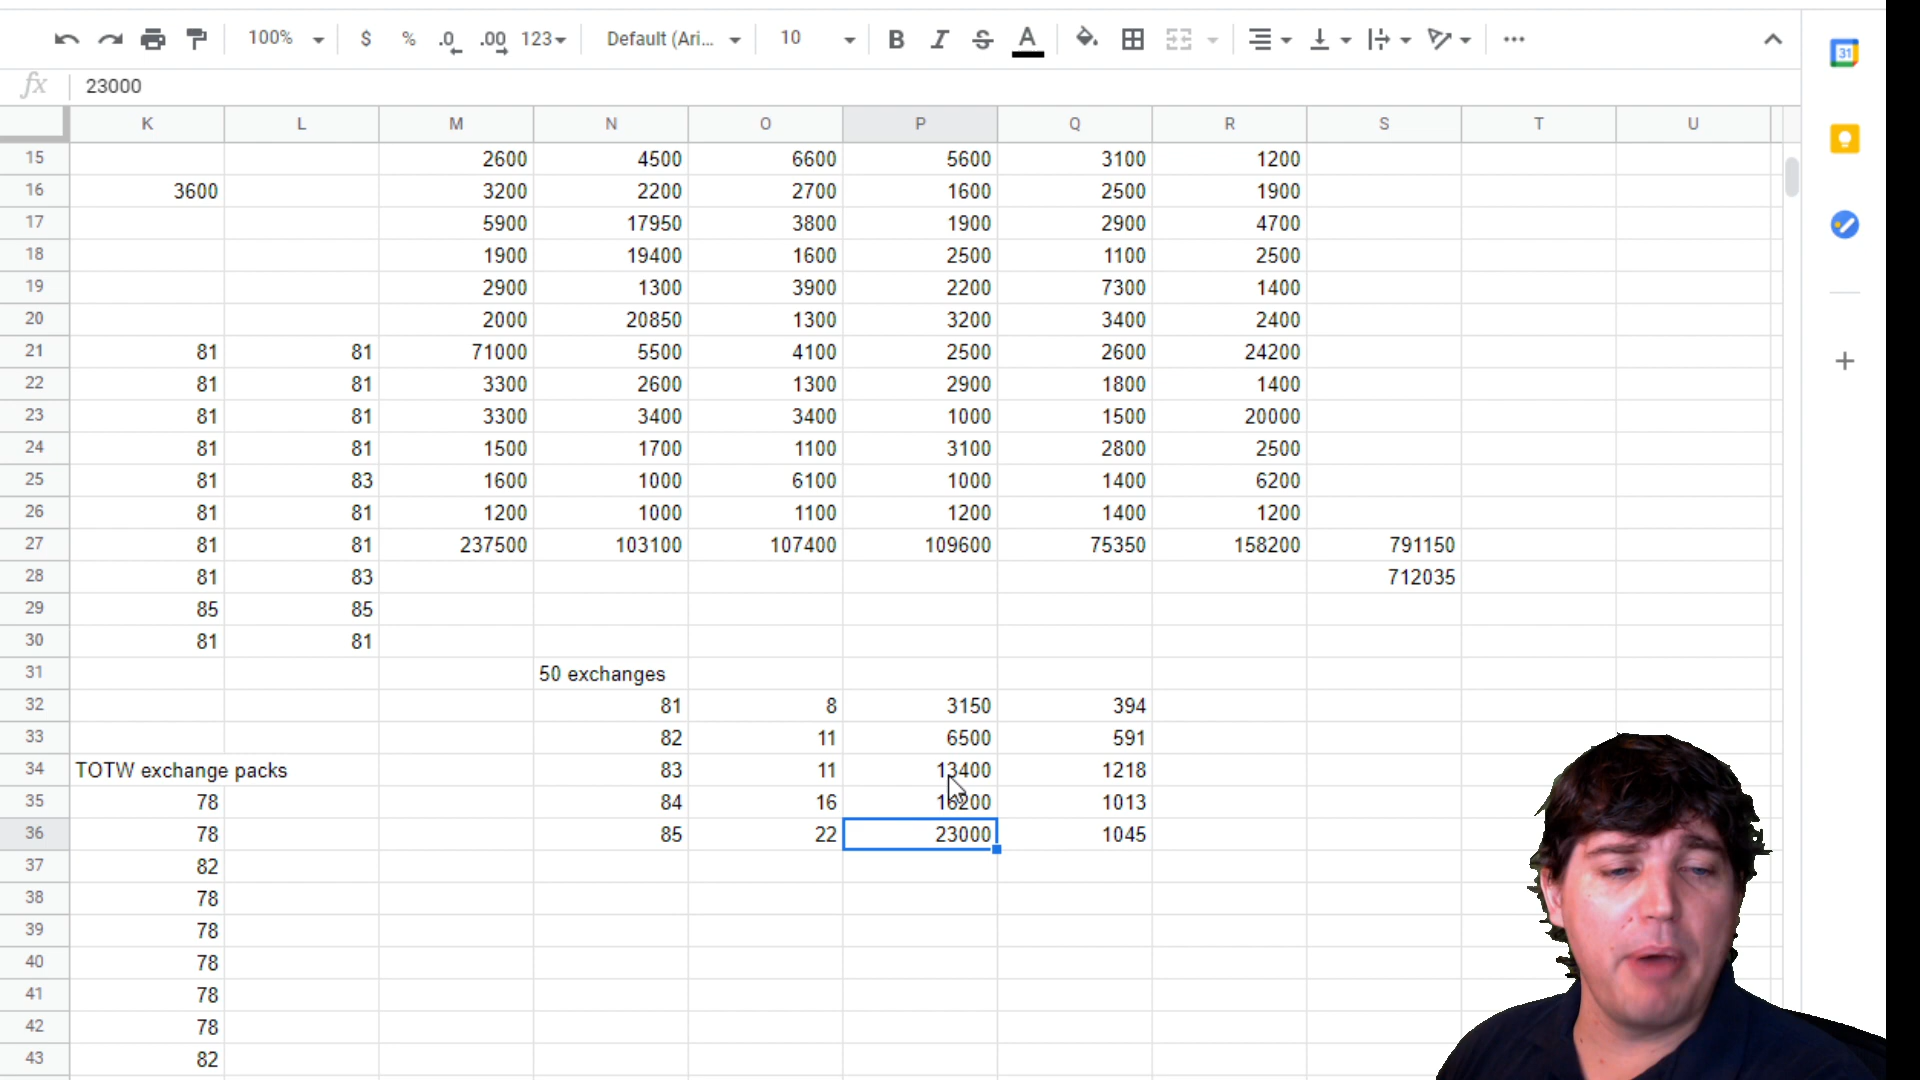 100% $ % .0 .00 123 Default (Ari... 10 B I S A
31
fx 23000
K L M N O P Q R S T U
15 2600 4500 6600 5600 3100 1200
16 3600 3200 2200 2700 1600 2500 1900
17 5900 17950 3800 1900 2900 4700
18 1900 19400 1600 2500 1100 2500
19 2900 1300 3900 2200 7300 1400
20 2000 20850 1300 3200 3400 2400
21 81 81 71000 5500 4100 2500 2600 24200
22 81 81 3300 2600 1300 2900 1800 1400
23 81 81 3300 3400 3400 1000 1500 20000
24 81 81 1500 1700 1100 3100 2800 2500
25 81 83 1600 1000 6100 1000 1400 6200
26 81 81 1200 1000 1100 1200 1400 1200
27 81 81 237500 103100 107400 109600 75350 158200 791150
28 81 83 712035
29 85 85
30 81 81
31 50 exchanges
32 81 8 3150 394
33 82 11 6500 591
34 TOTW exchange packs 83 11 13400 1218
35 78 84 16 16200 1013
36 78 85 22 23000 1045
37 82
38 78
39 78
40 78
41 78
42 78
43 82